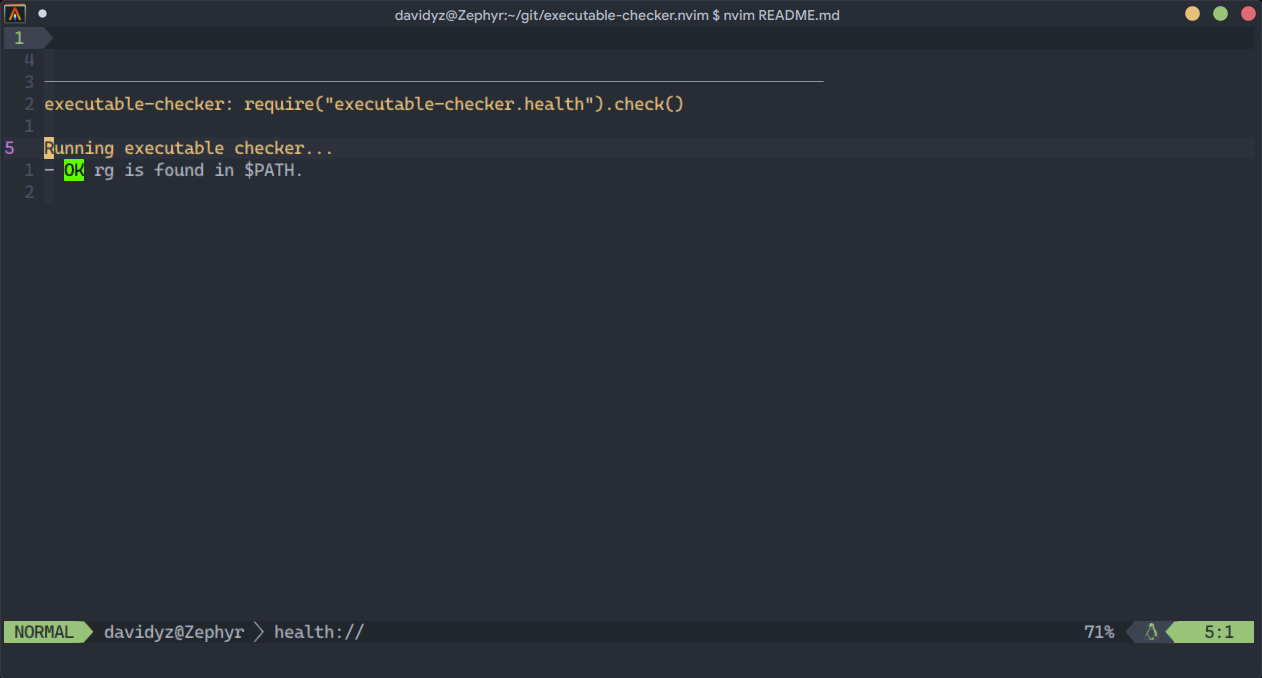 davidyz@Zephyr:~/git/executable-checker.nvim $ nvim README.md
1
4
3
2 executable-checker: require("executable-checker.health").check()
1
5 Running executable checker...
1 - OK rg is found in $PATH.
2
NORMAL davidyz@Zephyr health:// 71% 5:1